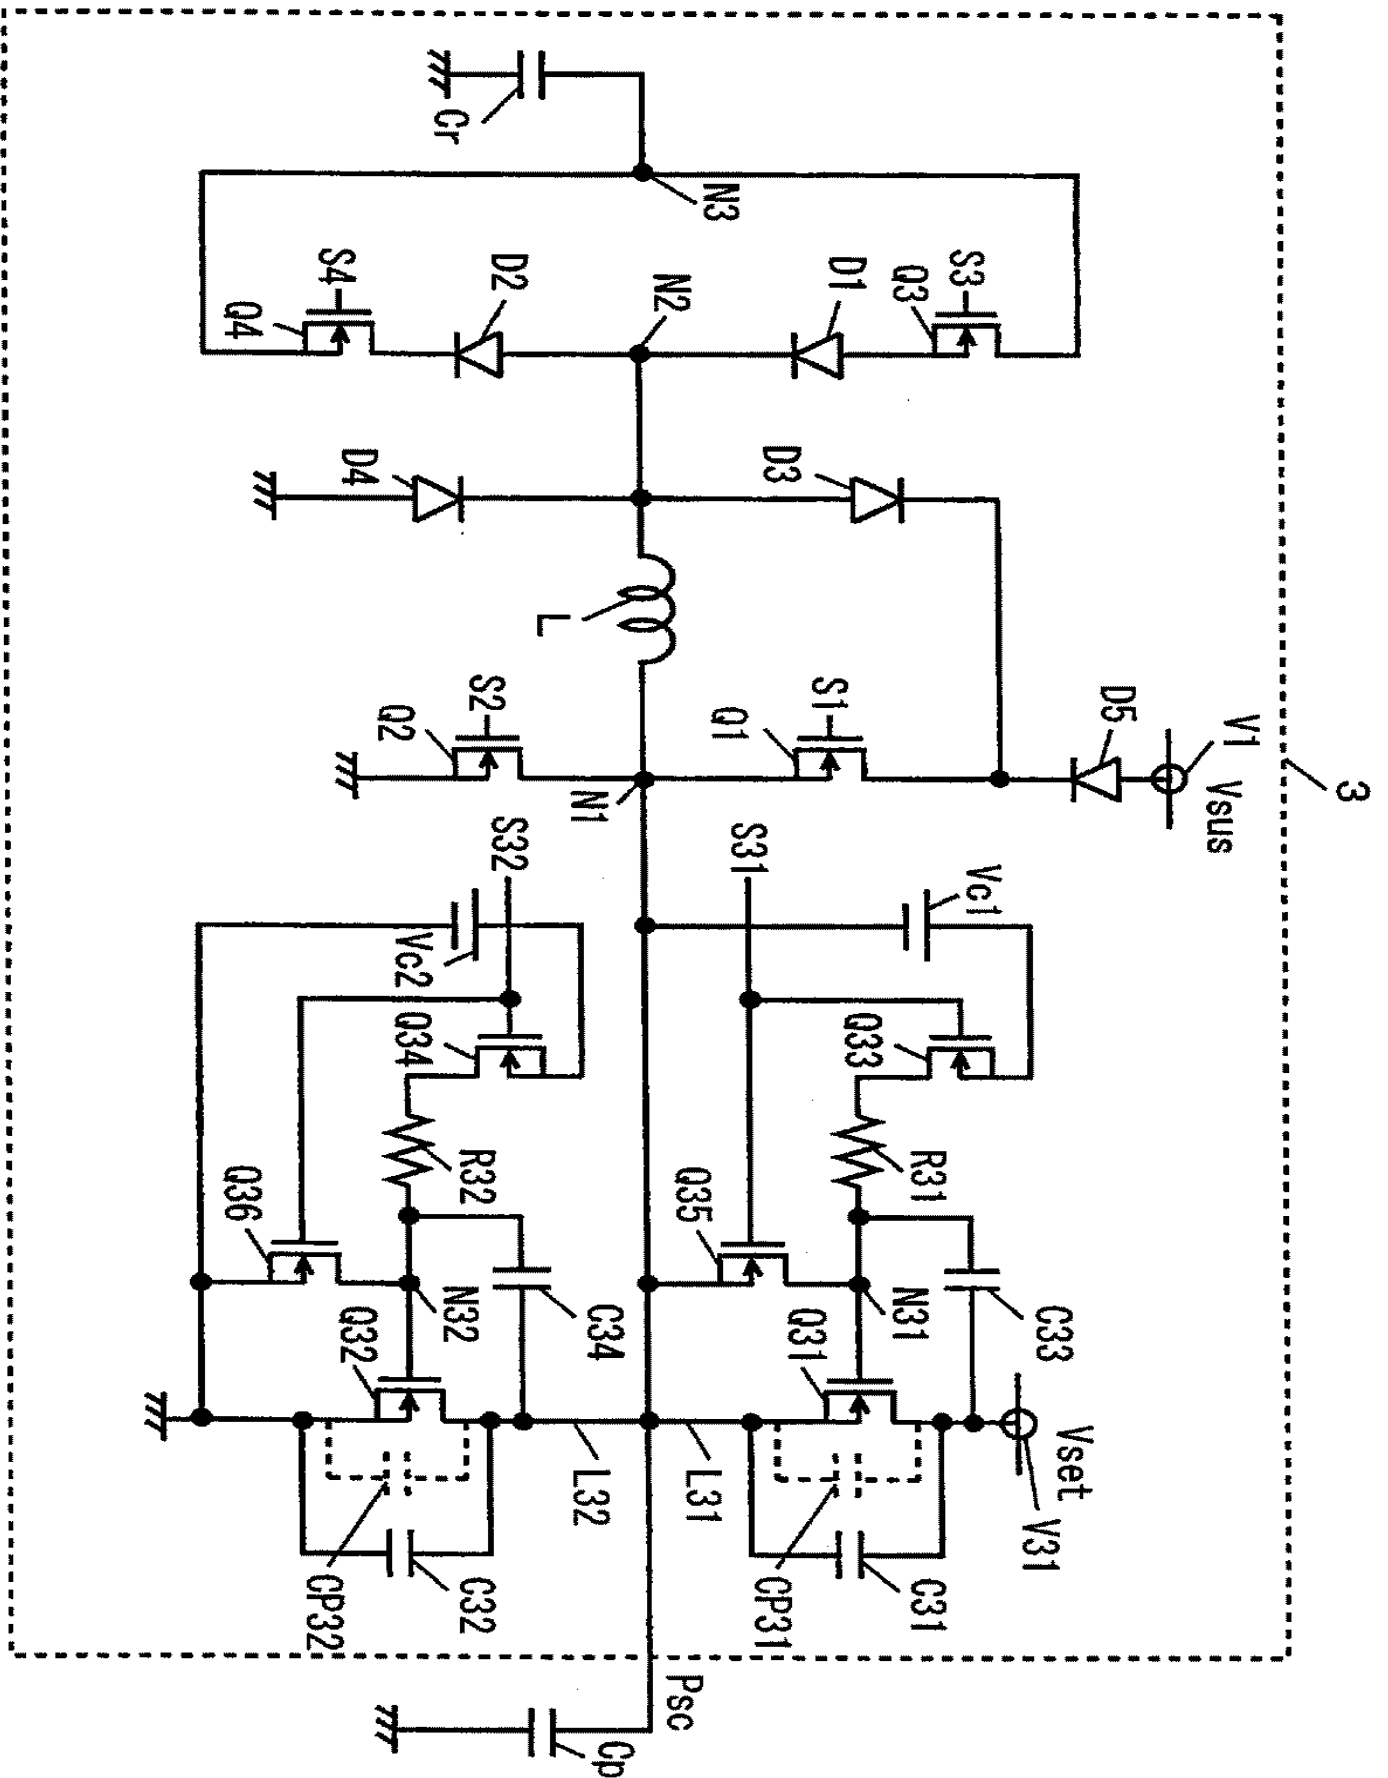 3
V1
Vsus
D5
Vset
V31
C33
Vc1
S3
Q3
R31
N31
C31
D1
S1
Q33
Q31
D3
Q1
S31
CP31
N3
Q35
L31
Psc
N2
N1
L
C34
L32
Cp
D2
S2
S32
R32
N32
C32
Cr
Q2
Vc2
Q34
D4
Q32
S4
CP32
Q4
Q36